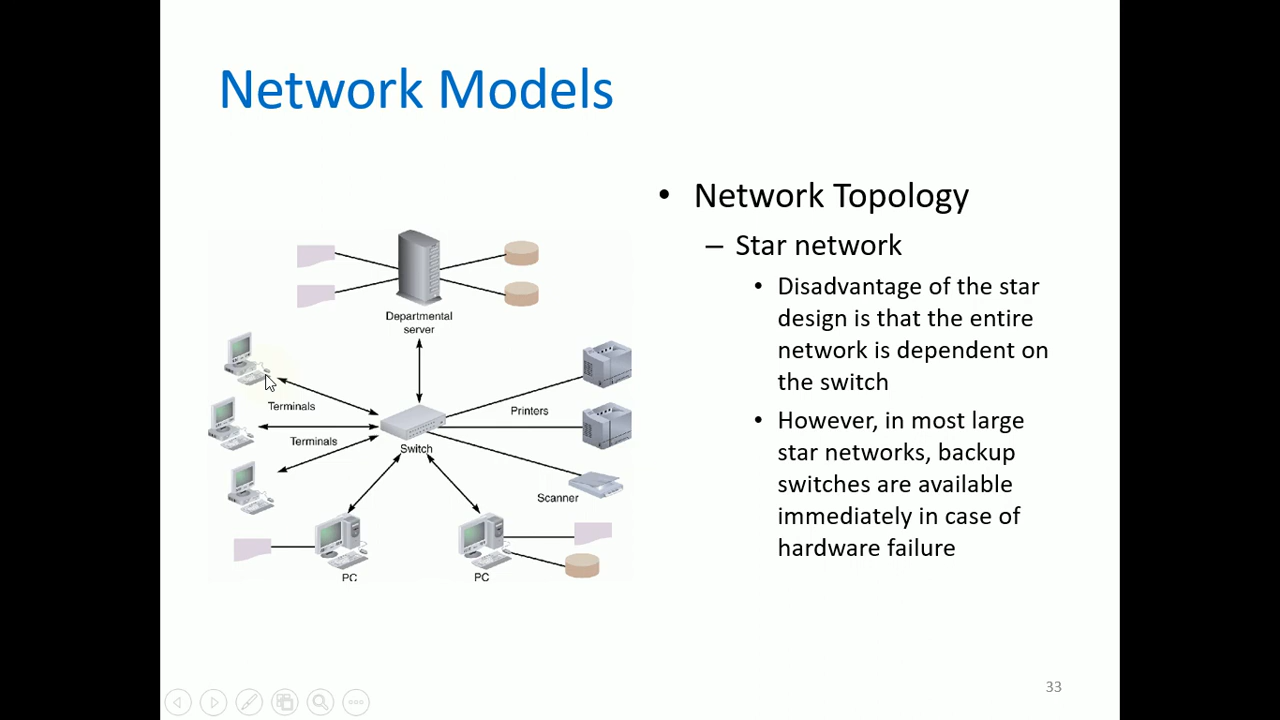 Network Models
Departmental
server
Terminals
Terminals
Switch
Printers
Scanner
PC
PC
• Network Topology
– Star network
• Disadvantage of the star
design is that the entire
network is dependent on
the switch
• However, in most large
star networks, backup
switches are available
immediately in case of
hardware failure
33